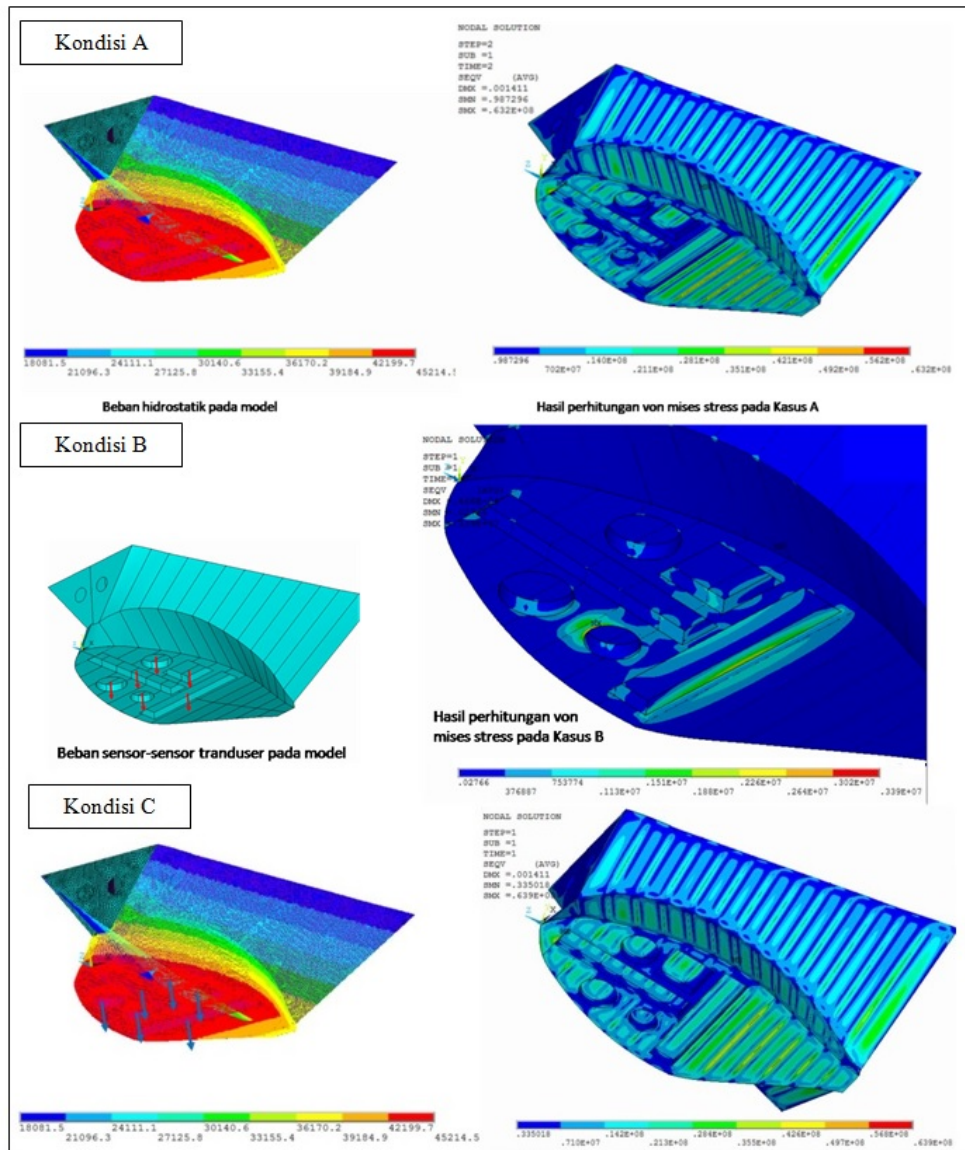 Kondisi A
NODAL SOLUTION
STEP=2
SUB =1
TIME=2
SEQV (AVG)
DMX =.001411
SMN =.987296
SMX =.632E+08
18081.5 24111.1 30140.6 36170.2 42199.7
21096.3 27125.8 33155.4 39184.9 45214.5
.987296 .140E+08 .281E+08 .421E+08 .562E+08
702E+07 .211E+08 .351E+08 .492E+08 .632E+08
Beban hidrostatik pada model
Hasil perhitungan von mises stress pada Kasus A
Kondisi B
NODAL SOLUTION
STEP=1
SUB =1
TIME=1
SEQV
DMX
SMN
SMX
Beban sensor-sensor tranduser pada model
Hasil perhitungan von
mises stress pada Kasus B
.02766 753774 .151E+07 .226E+07 .302E+07
376887 .113E+07 .188E+07 .264E+07 .339E+07
Kondisi C
NODAL SOLUTION
STEP=1
SUB =1
TIME=1
SEQV (AVG)
DMX =.001411
SMN =.335018
X
18081.5 24111.1 30140.6 36170.2 42199.7
21096.3 27125.8 33155.4 39184.9 45214.5
.335018 .284E+08 .426E+08 .568E+08
.710E+07 .213E+08 .355E+08 .497E+08 .639E+08